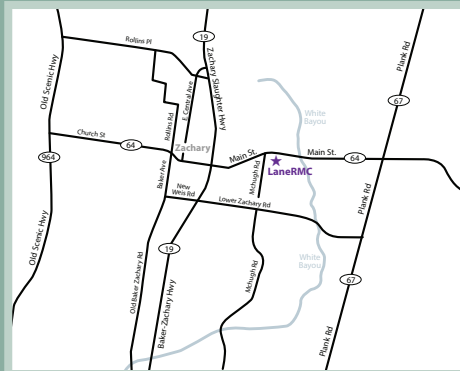 Rollins Pl
19
Zachary Slaughter Hwy
Plank Rd
Old Scenic Hwy
E. Central Ave
67
Rollins Rd
White
Bayou
Church St
64
Zachary
Main St.
Main St.
64
964
LaneRMC
Mchugh Rd
Baker Ave
New
Weis Rd
Lower Zachary Rd
Plank Rd
Old Scenic Hwy
19
White
Bayou
Mchugh Rd
67
Old Baker Zachary Rd
Baker-Zachary Hwy
Plank Rd